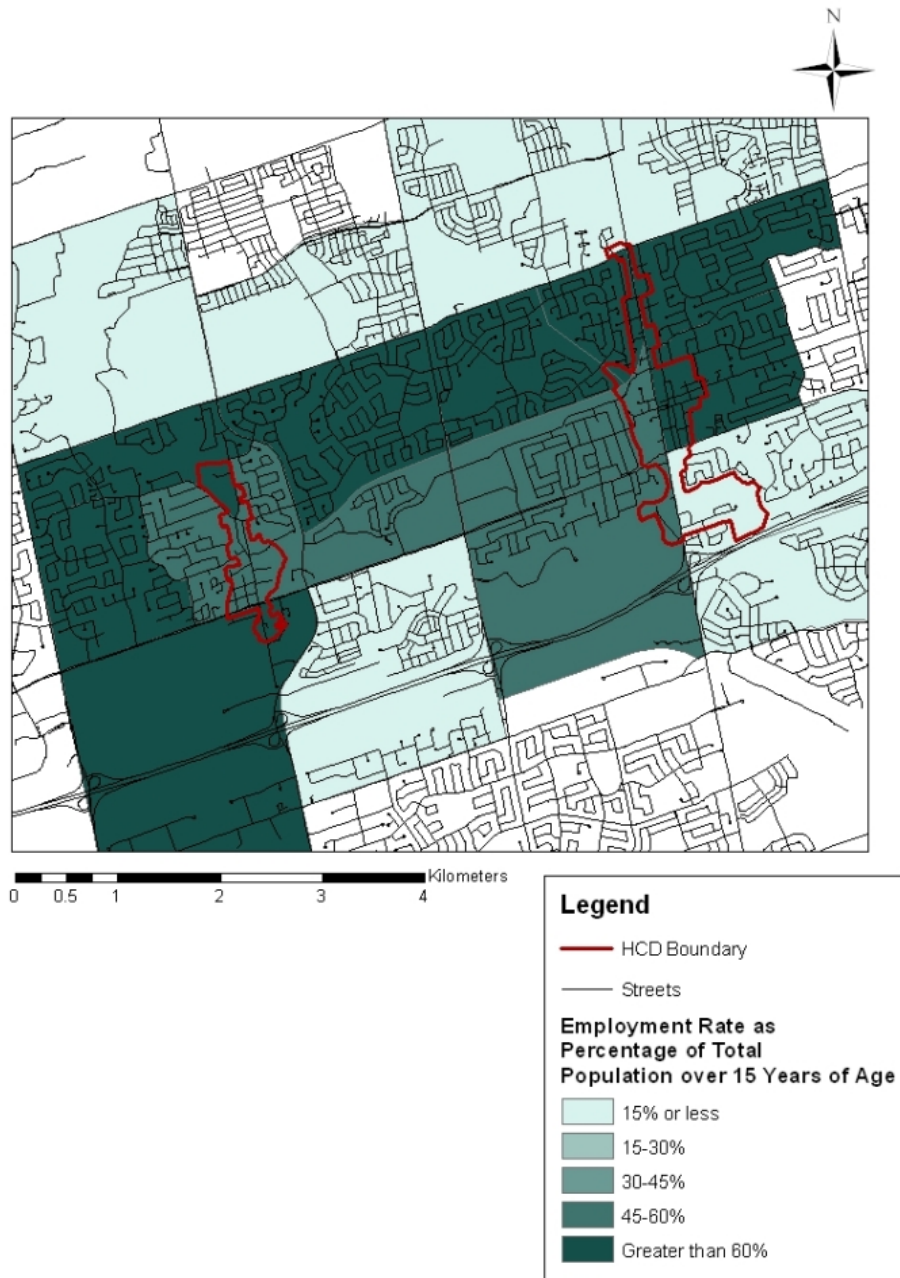 N
Kilometers
0 0.5 1 2 3 4
Legend
HCD Boundary
Streets
Employment Rate as
Percentage of Total
Population over 15 Years of Age
15% or less
15-30%
30-45%
45-60%
Greater than 60%